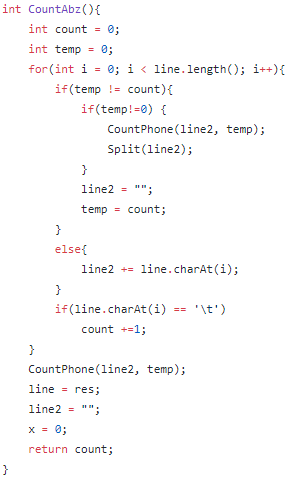 int CountAbz(){
    int count = 0;
    int temp = 0;
    for(int i = 0; i < line.length(); i++){
        if(temp != count){
            if(temp!=0) {
                CountPhone(line2, temp);
                Split(line2);
            }
            line2 = "";
            temp = count;
        }
        else{
            line2 += line.charAt(i);
        }
        if(line.charAt(i) == '\t')
            count +=1;
    }
    CountPhone(line2, temp);
    line = res;
    line2 = "";
    x = 0;
    return count;
}